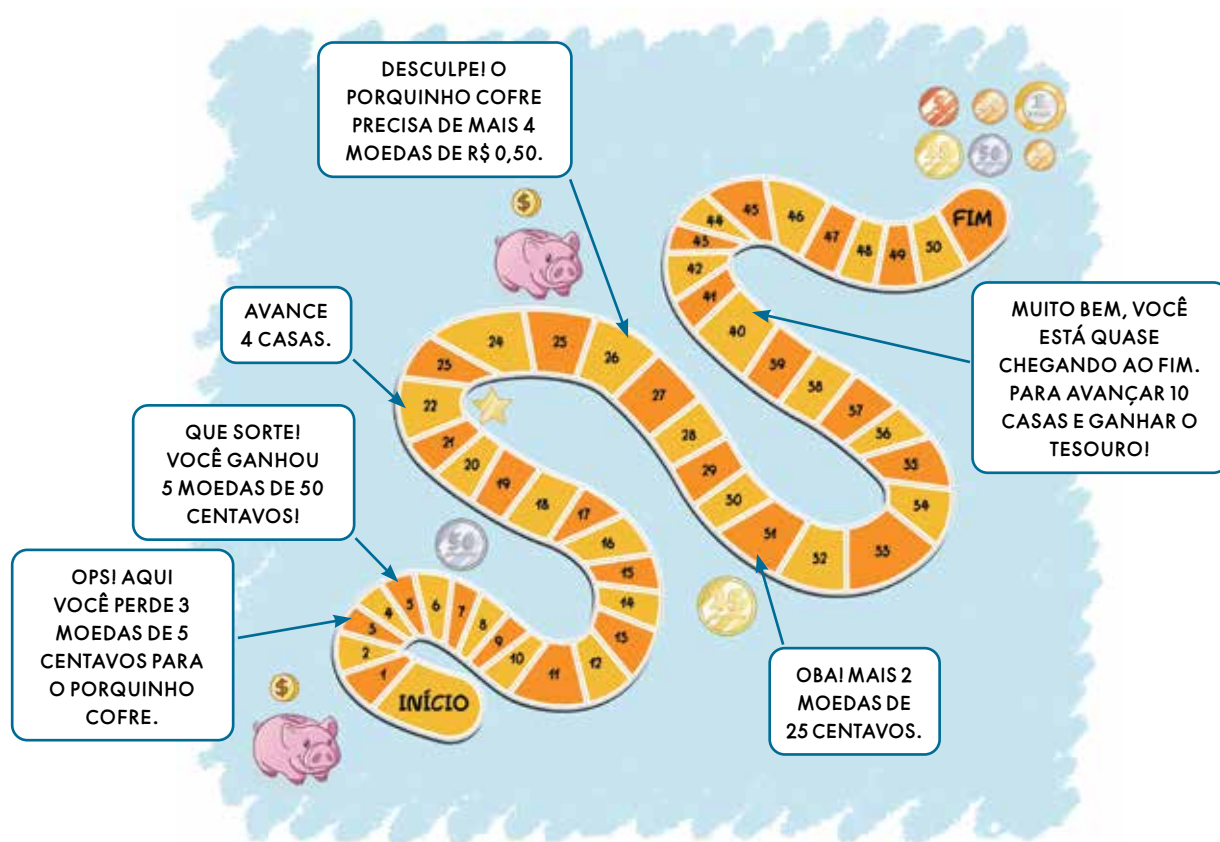 DESCULPE! O
PORQUINHO COFRE
PRECISA DE MAIS 4
MOEDAS DE R$ 0,50.
AVANCE
4 CASAS.
QUE SORTE!
VOCÊ GANHOU
5 MOEDAS DE 50
CENTAVOS!
OPS! AQUI
VOCÊ PERDE 3
MOEDAS DE 5
CENTAVOS PARA
O PORQUINHO
COFRE.
MUITO BEM, VOCÊ
ESTÁ QUASE
CHEGANDO AO FIM.
PARA AVANÇAR 10
CASAS E GANHAR O
TESOURO!
OBA! MAIS 2
MOEDAS DE
25 CENTAVOS.
INÍCIO
1
2
3
4
5
6
7
8
9
10
11
12
13
14
15
16
17
18
19
20
21
22
23
24
25
26
27
28
29
30
31
32
33
34
35
36
37
38
39
40
41
42
43
44
45
46
47
48
49
50
FIM
$
$
50
25
50